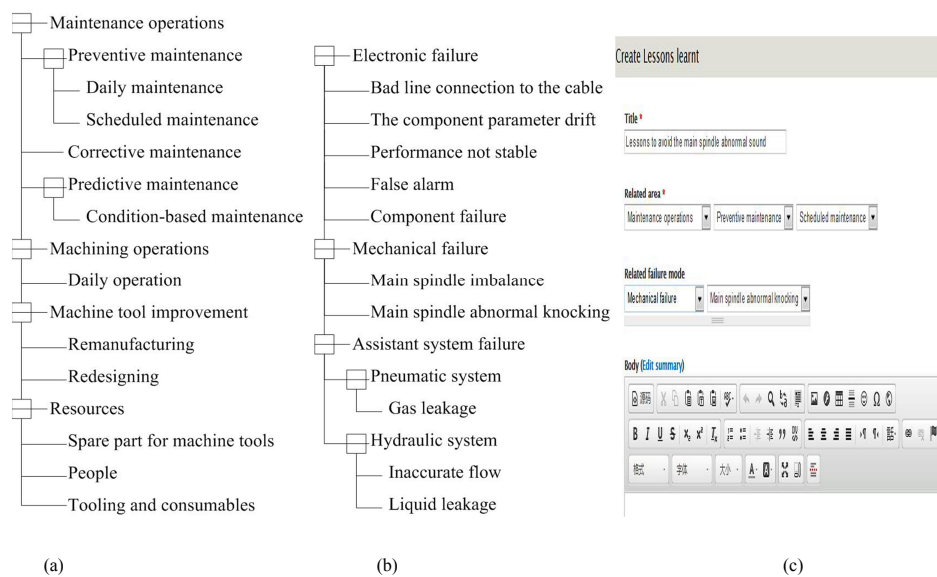 Maintenance operations
Preventive maintenance
Daily maintenance
Scheduled maintenance
Corrective maintenance
Predictive maintenance
Condition-based maintenance
Machining operations
Daily operation
Machine tool improvement
Remanufacturing
Redesigning
Resources
Spare part for machine tools
People
Tooling and consumables
(a)
Electronic failure
Bad line connection to the cable
The component parameter drift
Performance not stable
False alarm
Component failure
Mechanical failure
Main spindle imbalance
Main spindle abnormal knocking
Assistant system failure
Pneumatic system
Gas leakage
Hydraulic system
Inaccurate flow
Liquid leakage
(b)
Create Lessons learnt
Title *
Lessons to avoid the main spindle abnormal sound
Related area *
Maintenance operations Preventive maintenance Scheduled maintenance
Related failure mode
Mechanical failure Main spindle abnormal knocking
Body (Edit summary)
源码
B I U S x₂ x² Tx
格式 字体 大小 A A
(c)